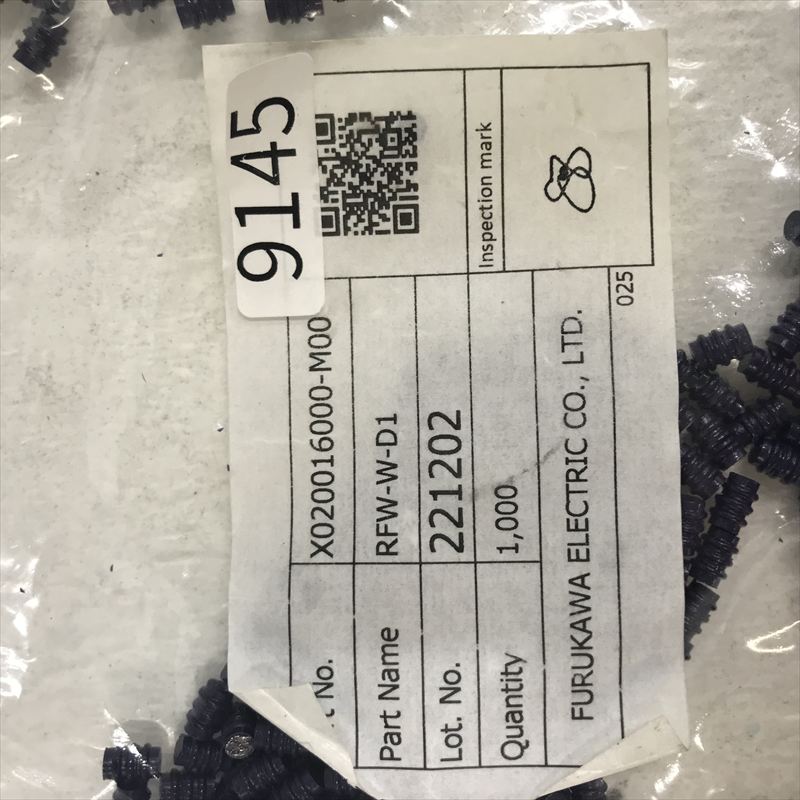 9145
Inspection mark
No. X020016000-M00
Part Name RFW-W-D1
Lot. No. 221202
Quantity 1,000
FURUKAWA ELECTRIC CO., LTD.
025